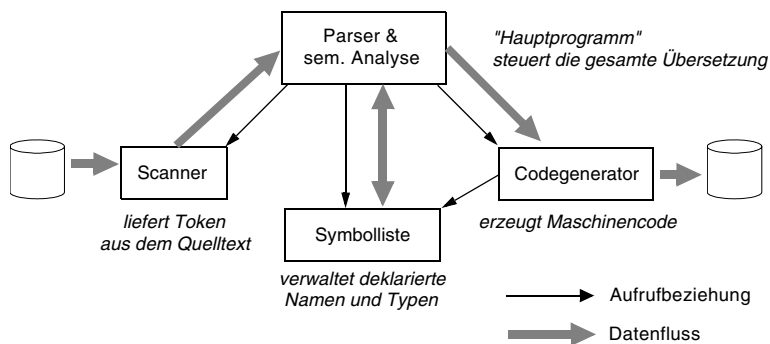 Parser &
sem. Analyse
"Hauptprogramm"
steuert die gesamte Übersetzung
Scanner
Codegenerator
liefert Token
aus dem Quelltext
Symbolliste
erzeugt Maschinencode
verwaltet deklarierte
Namen und Typen
Aufrufbeziehung
Datenfluss